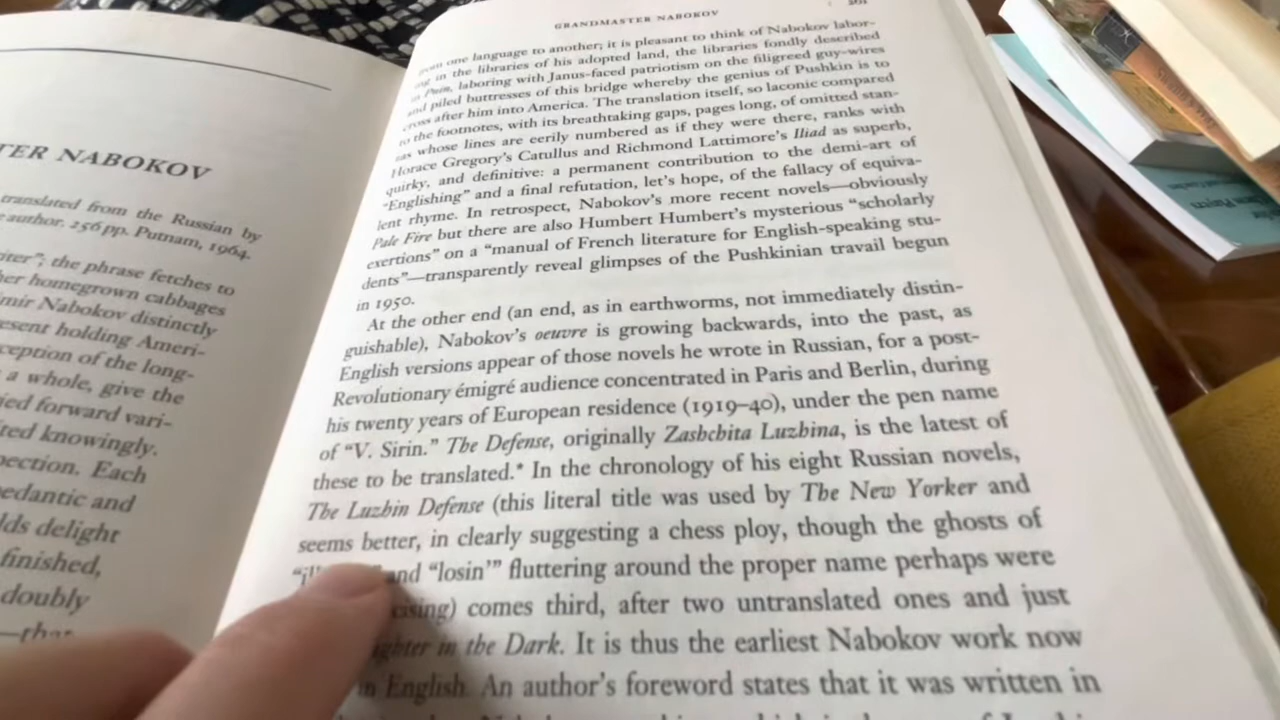 TER NABOKOV
translated from the Russian by
author. 256 pp. Putnam, 1964.
the phrase fetches to
homegrown cabbages
Nabokov distinctly
holding Ameri-
of the long-
a whole, give the
forward vari-
knowingly.
Each
and
delight
finished,
doubly
GRANDMASTER NABOKOV
from one language to another; it is pleasant to think of Nabokov labor-
in the libraries of his adopted land, the libraries fondly described
in Pnin, laboring with Janus-faced patriotism on the filigreed guy-wires
and piled buttresses of this bridge whereby the genius of Pushkin is to
cross after him into America. The translation itself, so laconic compared
to the footnotes, with its breathtaking gaps, pages long, of omitted stan-
zas whose lines are eerily numbered as if they were there, ranks with
Horace Gregory's Catullus and Richmond Lattimore's Iliad as superb,
quirky, and definitive: a permanent contribution to the demi-art of
"Englishing" and a final refutation, let's hope, of the fallacy of equiva-
lent rhyme. In retrospect, Nabokov's more recent novels—obviously
Pale Fire but there are also Humbert Humbert's mysterious "scholarly
exertions" on a "manual of French literature for English-speaking stu-
dents"—transparently reveal glimpses of the Pushkinian travail begun
in 1950.
At the other end (an end, as in earthworms, not immediately distin-
guishable), Nabokov's oeuvre is growing backwards, into the past, as
English versions appear of those novels he wrote in Russian, for a post-
Revolutionary émigré audience concentrated in Paris and Berlin, during
his twenty years of European residence (1919–40), under the pen name
of "V. Sirin." The Defense, originally Zashchita Luzhina, is the latest of
these to be translated.* In the chronology of his eight Russian novels,
The Luzhin Defense (this literal title was used by The New Yorker and
seems better, in clearly suggesting a chess ploy, though the ghosts of
and "losin'" fluttering around the proper name perhaps were
comes third, after two untranslated ones and just
in the Dark. It is thus the earliest Nabokov work now
in English. An author's foreword states that it was written in